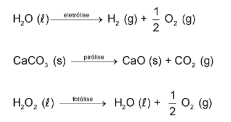 H₂O (ℓ) —eletrólise→ H₂ (g) + 1/2 O₂ (g)
CaCO₃ (s) —pirólise→ CaO (s) + CO₂ (g)
H₂O₂ (ℓ) —fotólise→ H₂O (ℓ) + 1/2 O₂ (g)